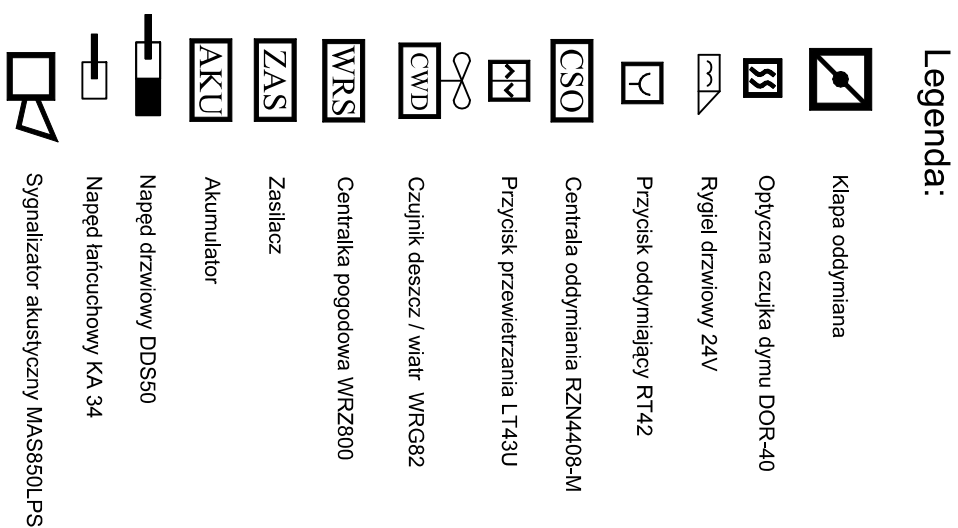 Legenda:
Klapa oddymiana
Optyczna czujka dymu DOR-40
Rygiel drzwiowy 24V
Przycisk oddymiający RT42
CSO Centrala oddymiania RZN4408-M
Przycisk przewietrzania LT43U
CWD Czujnik deszcz / wiatr WRG82
WRS Centralka pogodowa WRZ800
ZAS Zasilacz
AKU Akumulator
Napęd drzwiowy DDS50
Napęd łańcuchowy KA 34
Sygnalizator akustyczny MAS850LPS